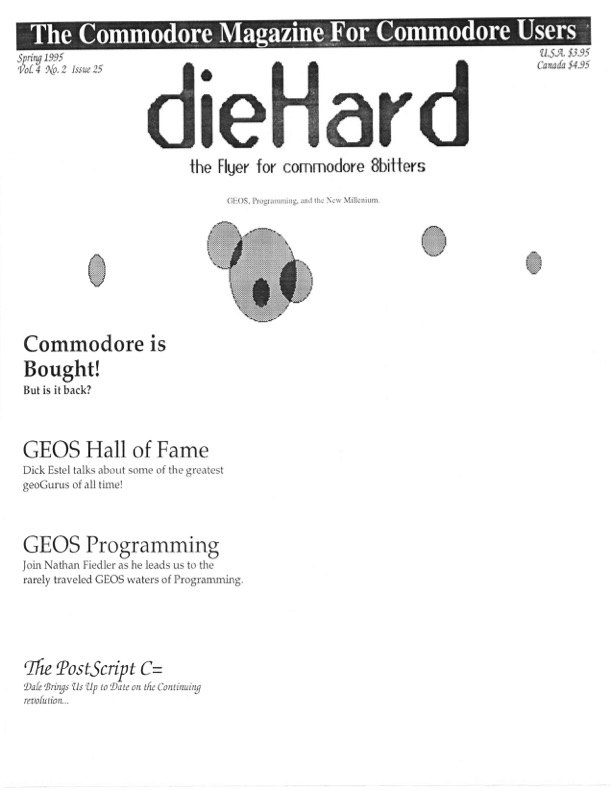 The Commodore Magazine For Commodore Users
Spring 1995
Vol. 4 No. 2 Issue 25
U.S.A. $3.95
Canada $4.95
dieHard
the Flyer for commodore 8bitters
GEOS, Programming, and the New Millenium.
Commodore is
Bought!
But is it back?
GEOS Hall of Fame
Dick Estel talks about some of the greatest
geoGurus of all time!
GEOS Programming
Join Nathan Fiedler as he leads us to the
rarely traveled GEOS waters of Programming.
The PostScript C=
Dale Brings Us Up to Date on the Continuing
revolution...